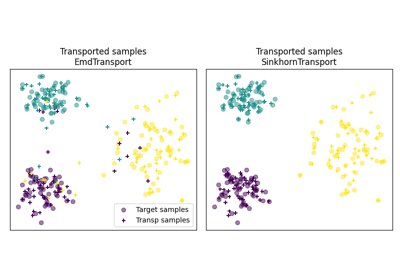 Transported samples
EmdTransport
Transported samples
SinkhornTransport
Target samples
Transp samples